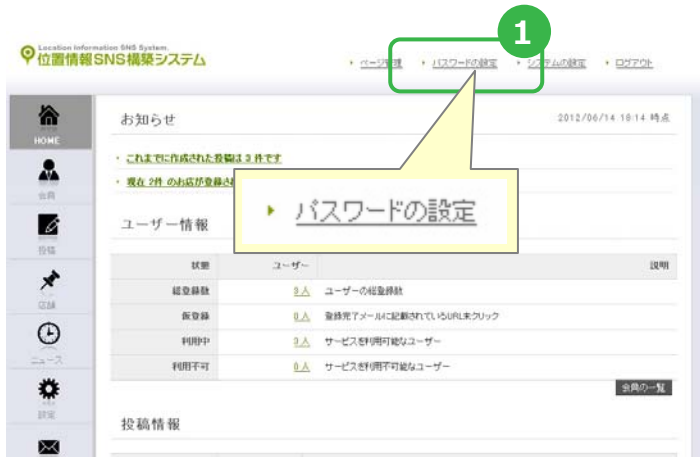 1
Location Information SNS System.
位置情報SNS構築システム
パスワードの設定
システムの設定
ログアウト
お知らせ
2012/06/14 16:14 時点
HOME
これまでに作成された投稿は 3 件です
現在 2件 のお店が登録
パスワードの設定
会員
ユーザー情報
投稿
状態 ユーザー 説明
総登録数 3人 ユーザーの総登録数
店舗
仮登録 0人 登録完了メールに記載されているURL未クリック
利用中 3人 サービスを利用可能なユーザー
ニュース
利用不可 0人 サービスを利用不可能なユーザー
会員の一覧
設定
投稿情報